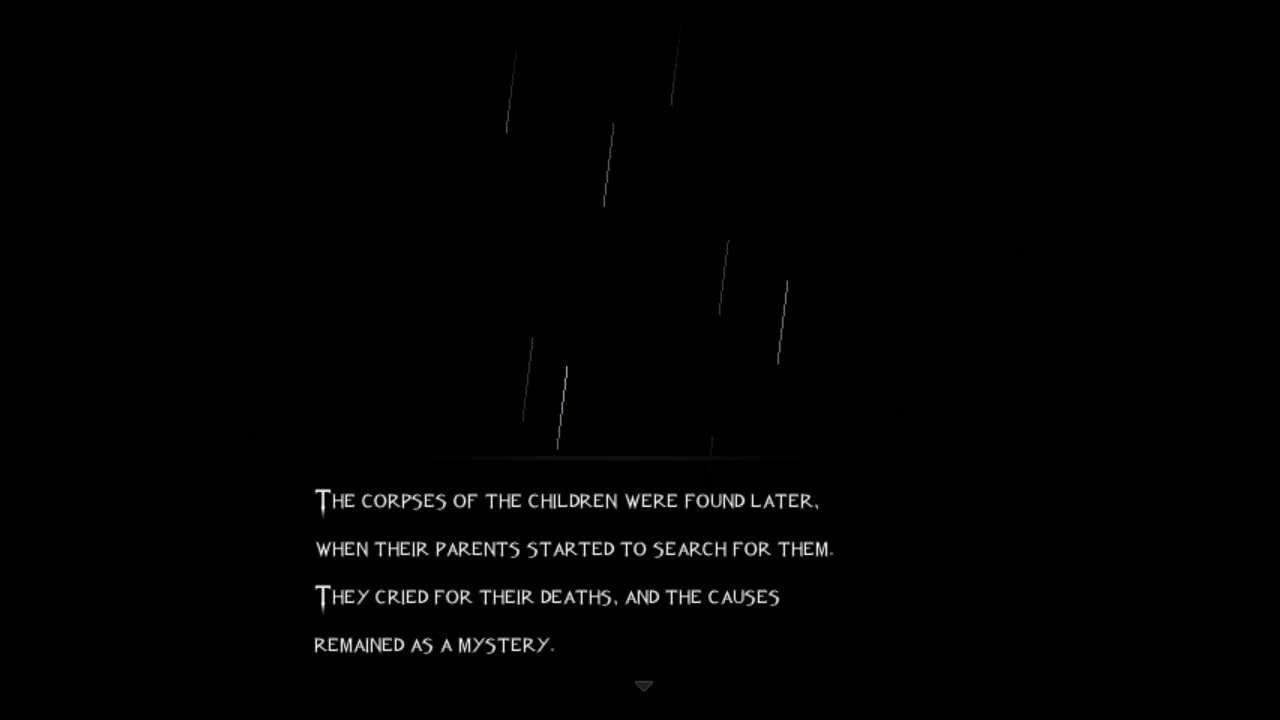 The corpses of the children were found later,
when their parents started to search for them.
They cried for their deaths, and the causes
remained as a mystery.